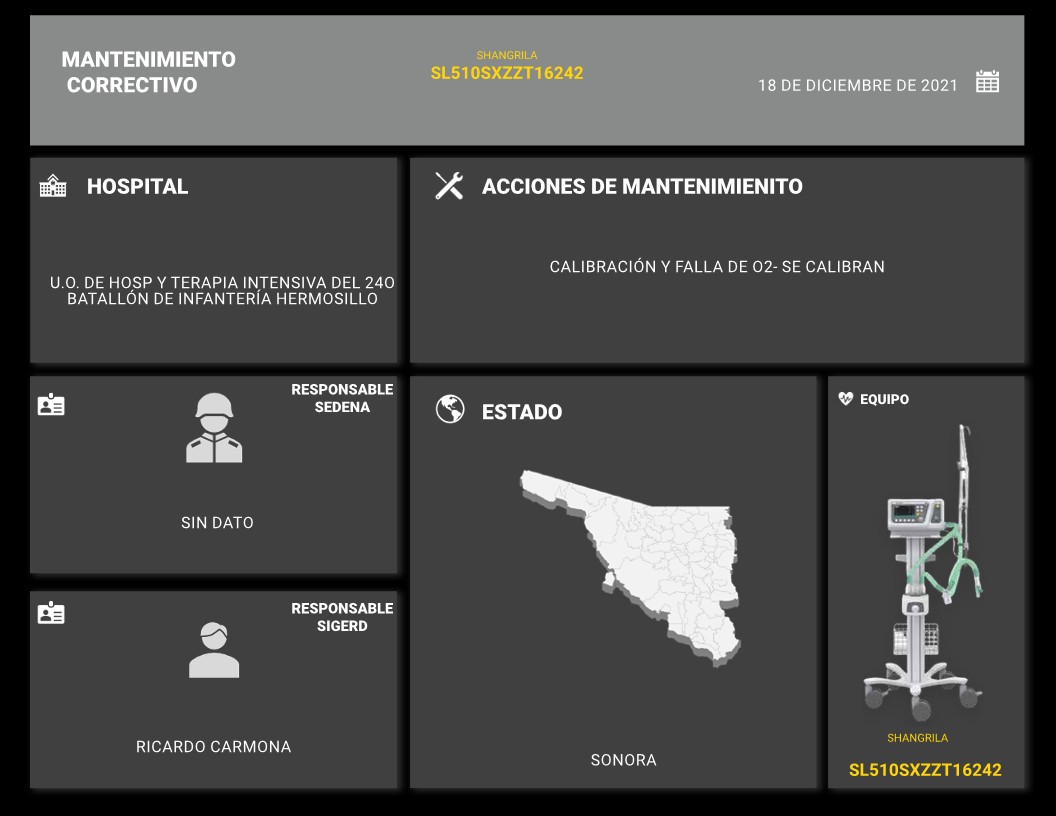 MANTENIMIENTO
CORRECTIVO
SHANGRILA
SL510SXZZT16242
18 DE DICIEMBRE DE 2021
HOSPITAL
U.O. DE HOSP Y TERAPIA INTENSIVA DEL 24O
BATALLÓN DE INFANTERÍA HERMOSILLO
ACCIONES DE MANTENIMIENITO
CALIBRACIÓN Y FALLA DE O2- SE CALIBRAN
RESPONSABLE
SEDENA
SIN DATO
RESPONSABLE
SIGERD
RICARDO CARMONA
ESTADO
SONORA
EQUIPO
SHANGRILA
SL510SXZZT16242